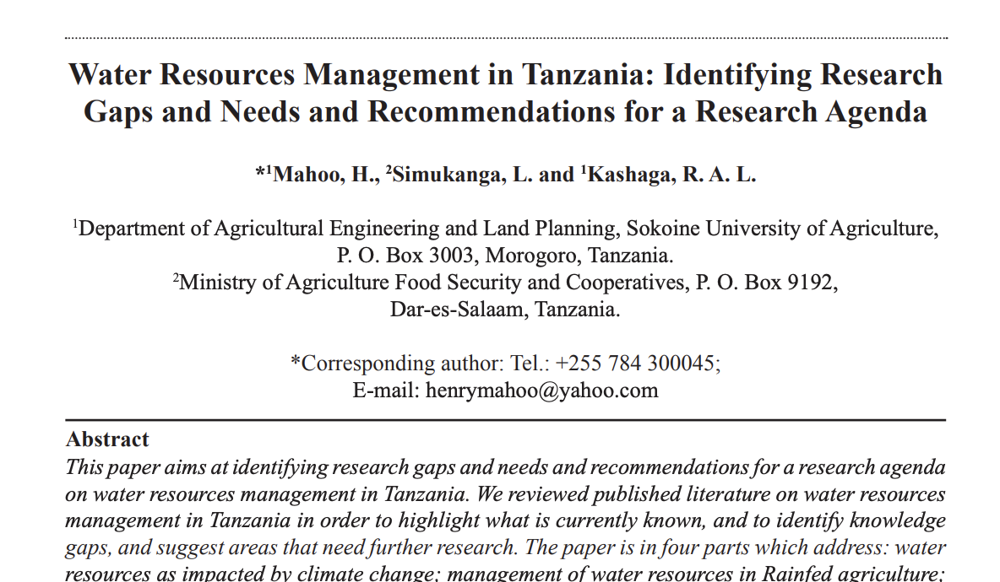 Water Resources Management in Tanzania: Identifying Research
Gaps and Needs and Recommendations for a Research Agenda
*¹Mahoo, H., ²Simukanga, L. and ¹Kashaga, R. A. L.
¹Department of Agricultural Engineering and Land Planning, Sokoine University of Agriculture,
P. O. Box 3003, Morogoro, Tanzania.
²Ministry of Agriculture Food Security and Cooperatives, P. O. Box 9192,
Dar-es-Salaam, Tanzania.
*Corresponding author: Tel.: +255 784 300045;
E-mail: henrymahoo@yahoo.com
Abstract
This paper aims at identifying research gaps and needs and recommendations for a research agenda
on water resources management in Tanzania. We reviewed published literature on water resources
management in Tanzania in order to highlight what is currently known, and to identify knowledge
gaps, and suggest areas that need further research. The paper is in four parts which address: water
resources as impacted by climate change; management of water resources in Rainfed agriculture;